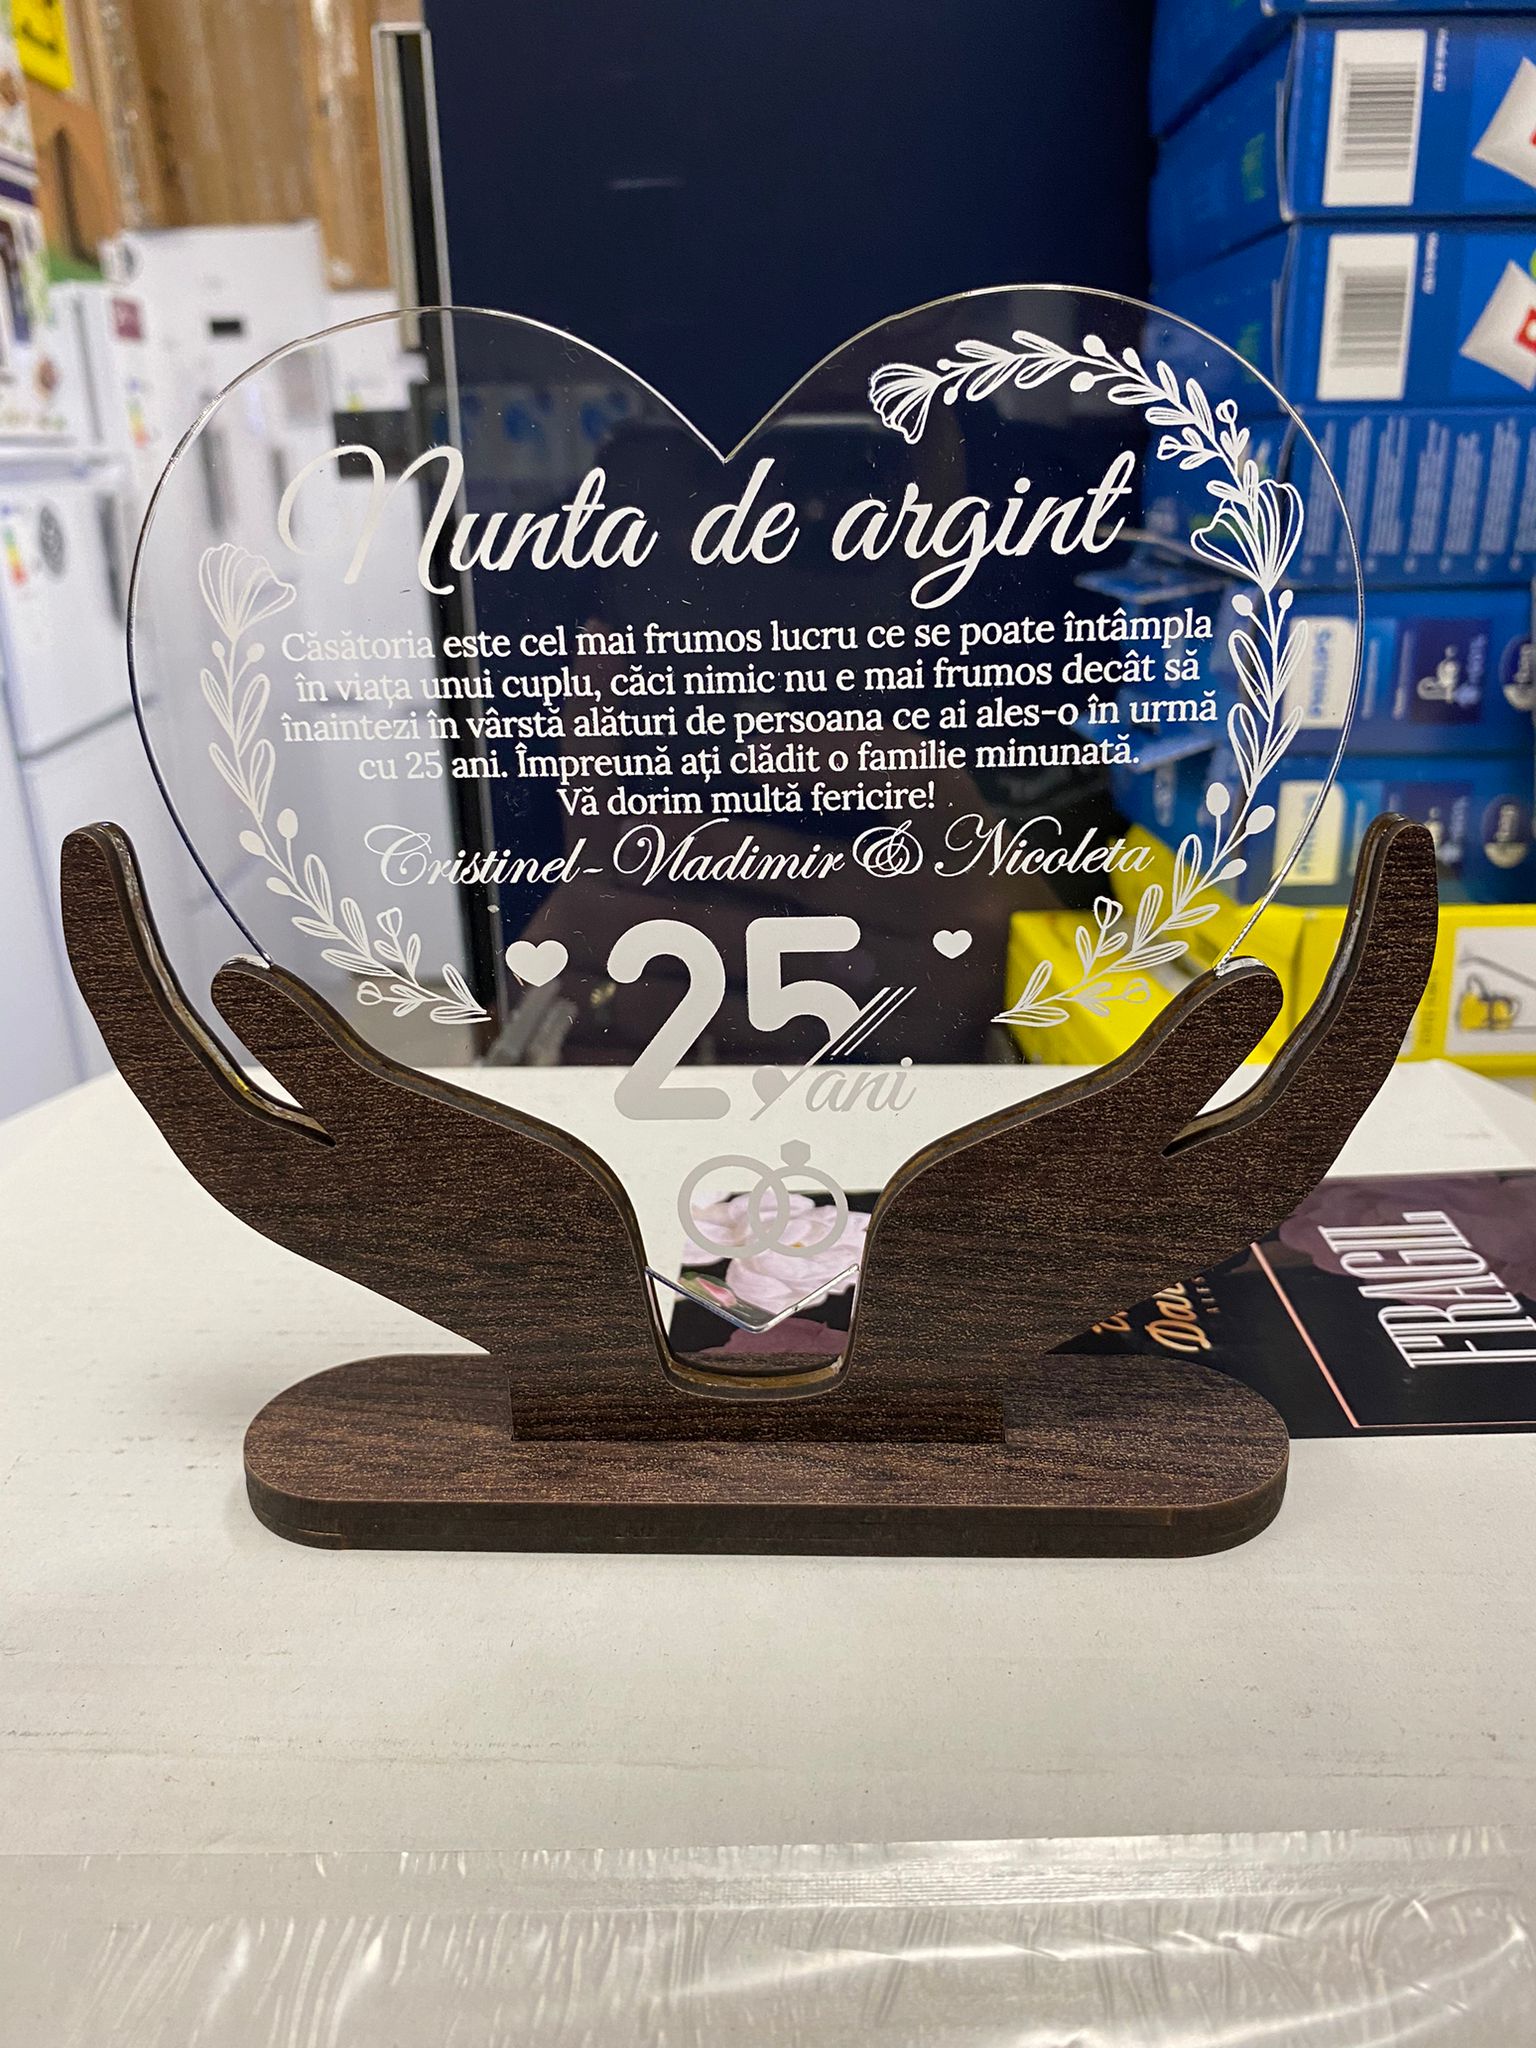 Nunta de argint
Căsătoria este cel mai frumos lucru ce se poate întâmpla
în viața unui cuplu, căci nimic nu e mai frumos decât să
înaintezi în vârstă alături de persoana ce ai ales-o în urmă
cu 25 ani. Împreună ați clădit o familie minunată.
Vă dorim multă fericire!
Cristinel-Vladimir & Nicoleta
25
ani
FRAGIL